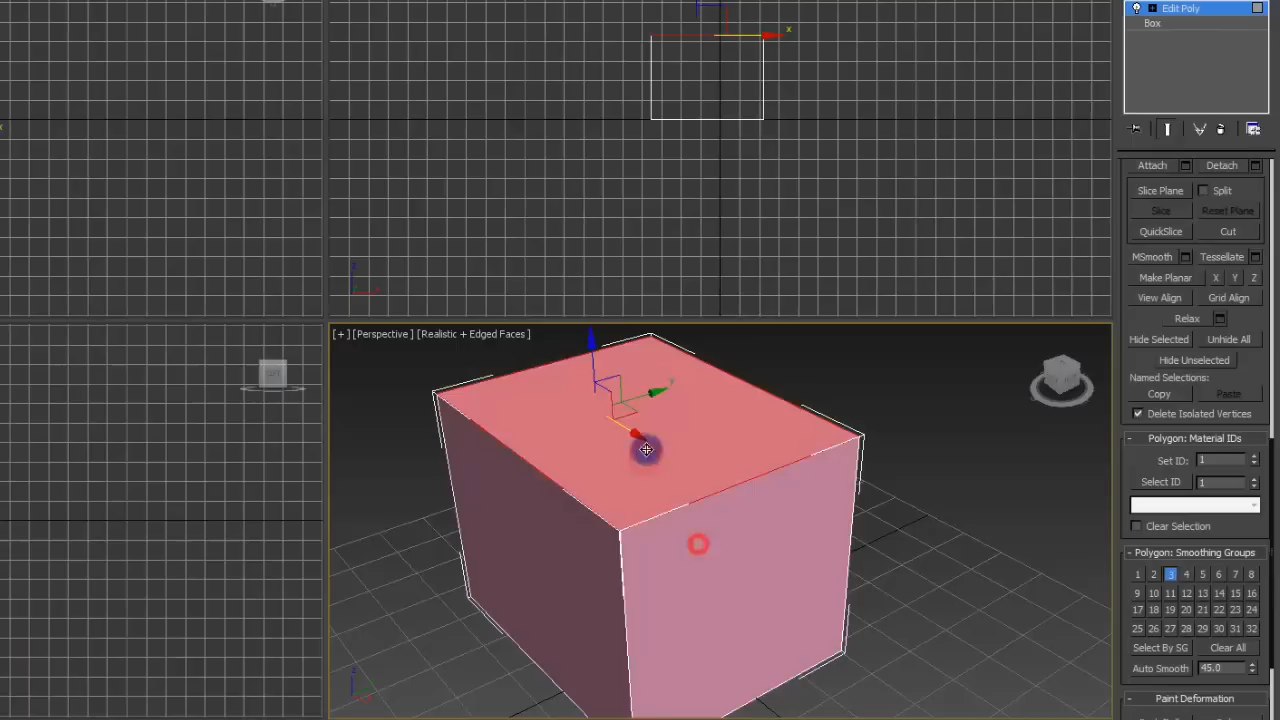 Edit Poly
Box
x
x
Attach Detach
Slice Plane Split
Slice Reset Plane
QuickSlice Cut
MSmooth Tessellate
Make Planar X Y Z
View Align Grid Align
z
Relax
[+] [Perspective ] [Realistic + Edged Faces ]
Hide Selected Unhide All
Hide Unselected
Named Selections:
Copy Paste
Delete Isolated Vertices
Polygon: Material IDs
Set ID: 1
Select ID 1
Clear Selection
Polygon: Smoothing Groups
1 2 3 4 5 6 7 8
9 10 11 12 13 14 15 16
17 18 19 20 21 22 23 24
25 26 27 28 29 30 31 32
Select By SG Clear All
Auto Smooth 45.0
z
Paint Deformation